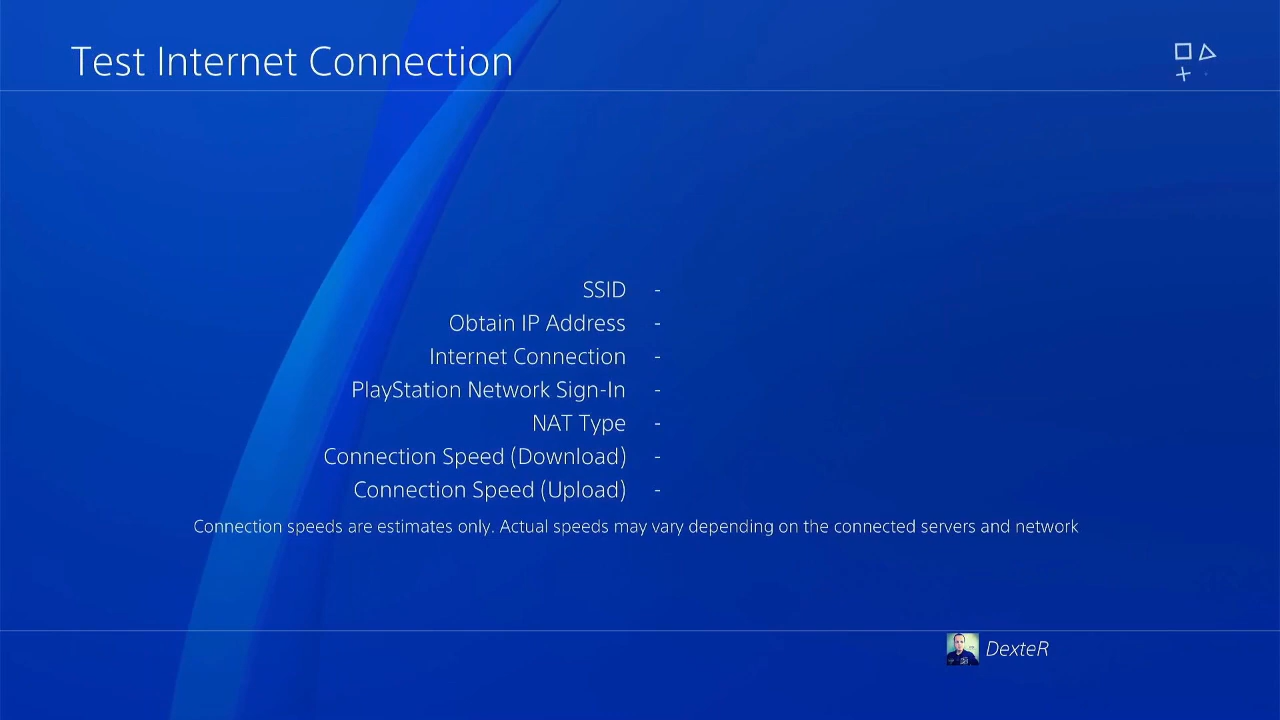 Test Internet Connection
SSID -
Obtain IP Address -
Internet Connection -
PlayStation Network Sign-In -
NAT Type -
Connection Speed (Download) -
Connection Speed (Upload) -
Connection speeds are estimates only. Actual speeds may vary depending on the connected servers and network
DexteR